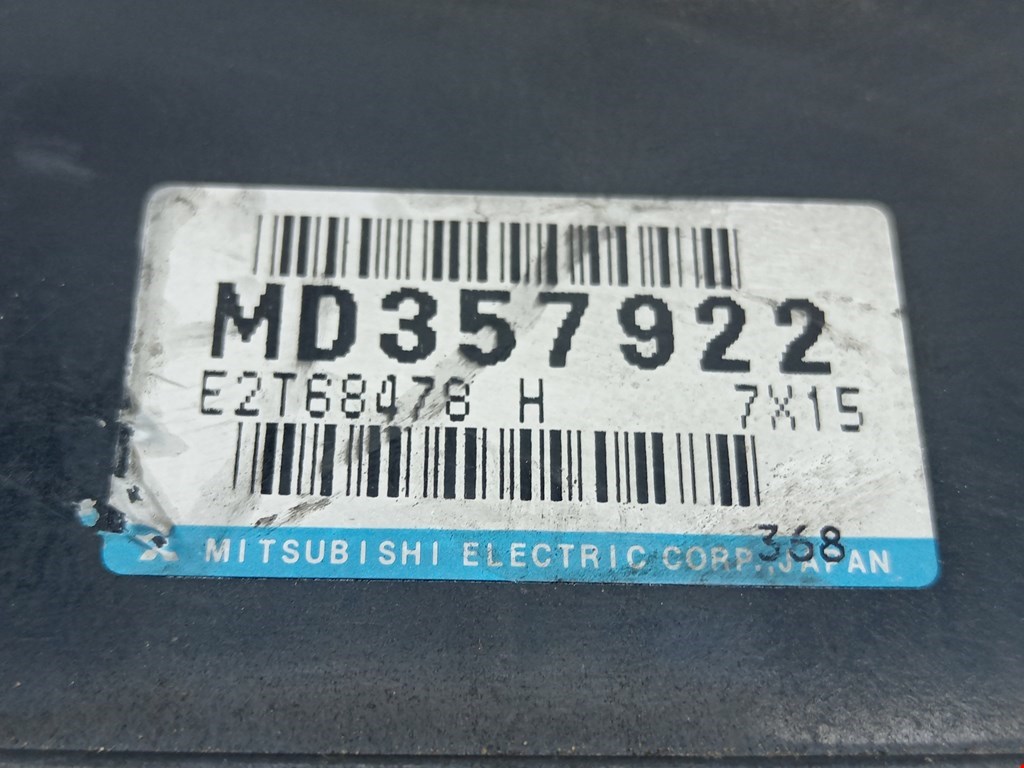 MD357922
E2T68478 H 7X15
368
MITSUBISHI ELECTRIC CORP. JAPAN